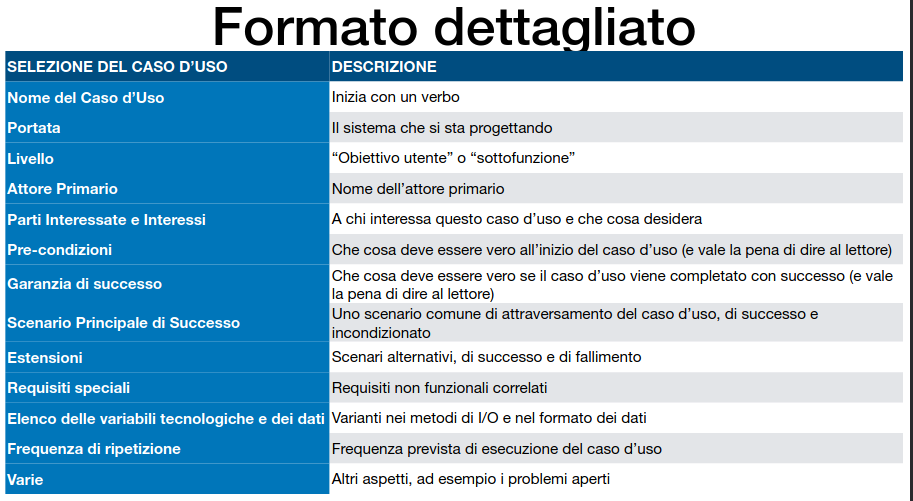 Formato dettagliato
SELEZIONE DEL CASO D’USO DESCRIZIONE
Nome del Caso d’Uso Inizia con un verbo
Portata Il sistema che si sta progettando
Livello “Obiettivo utente” o “sottofunzione”
Attore Primario Nome dell’attore primario
Parti Interessate e Interessi A chi interessa questo caso d’uso e che cosa desidera
Pre-condizioni Che cosa deve essere vero all’inizio del caso d’uso (e vale la pena di dire al lettore)
Garanzia di successo Che cosa deve essere vero se il caso d’uso viene completato con successo (e vale
la pena di dire al lettore)
Scenario Principale di Successo Uno scenario comune di attraversamento del caso d’uso, di successo e
incondizionato
Estensioni Scenari alternativi, di successo e di fallimento
Requisiti speciali Requisiti non funzionali correlati
Elenco delle variabili tecnologiche e dei dati Varianti nei metodi di I/O e nel formato dei dati
Frequenza di ripetizione Frequenza prevista di esecuzione del caso d’uso
Varie Altri aspetti, ad esempio i problemi aperti